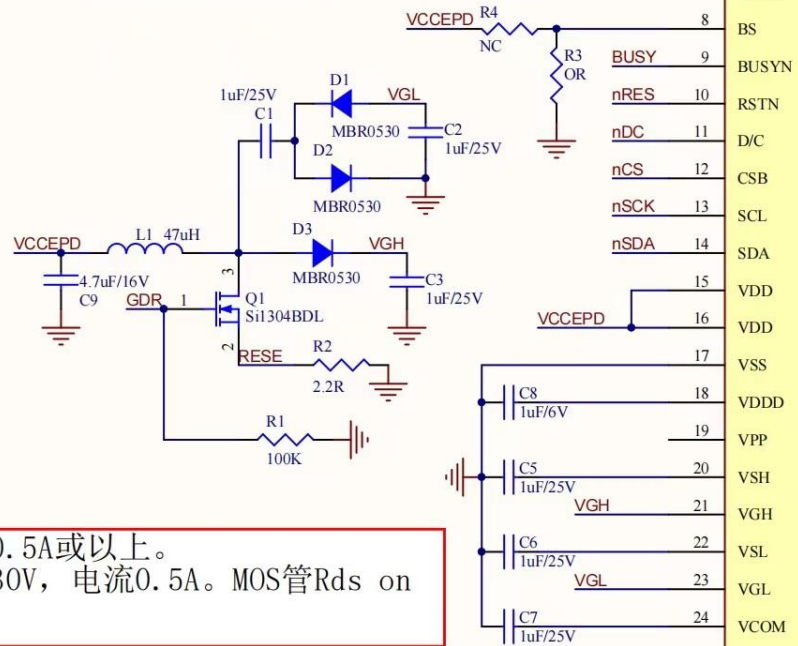 VCCEPD
R4
NC
R3
OR
8 BS
BUSY 9 BUSYN
nRES 10 RSTN
nDC 11 D/C
nCS 12 CSB
nSCK 13 SCL
nSDA 14 SDA
15 VDD
VCCEPD 16 VDD
17 VSS
18 VDDD
19 VPP
20 VSH
VGH 21 VGH
22 VSL
VGL 23 VGL
24 VCOM
1uF/25V
C1
D1
VGL
MBR0530
C2
1uF/25V
D2
MBR0530
VCCEPD
L1 47uH
D3
VGH
MBR0530
C3
1uF/25V
4.7uF/16V
C9
GDR 1
3
Q1
Si1304BDL
2
RESE
R2
2.2R
R1
100K
C8
1uF/6V
C5
1uF/25V
C6
1uF/25V
C7
1uF/25V
0.5A或以上。
30V，电流0.5A。MOS管Rds on